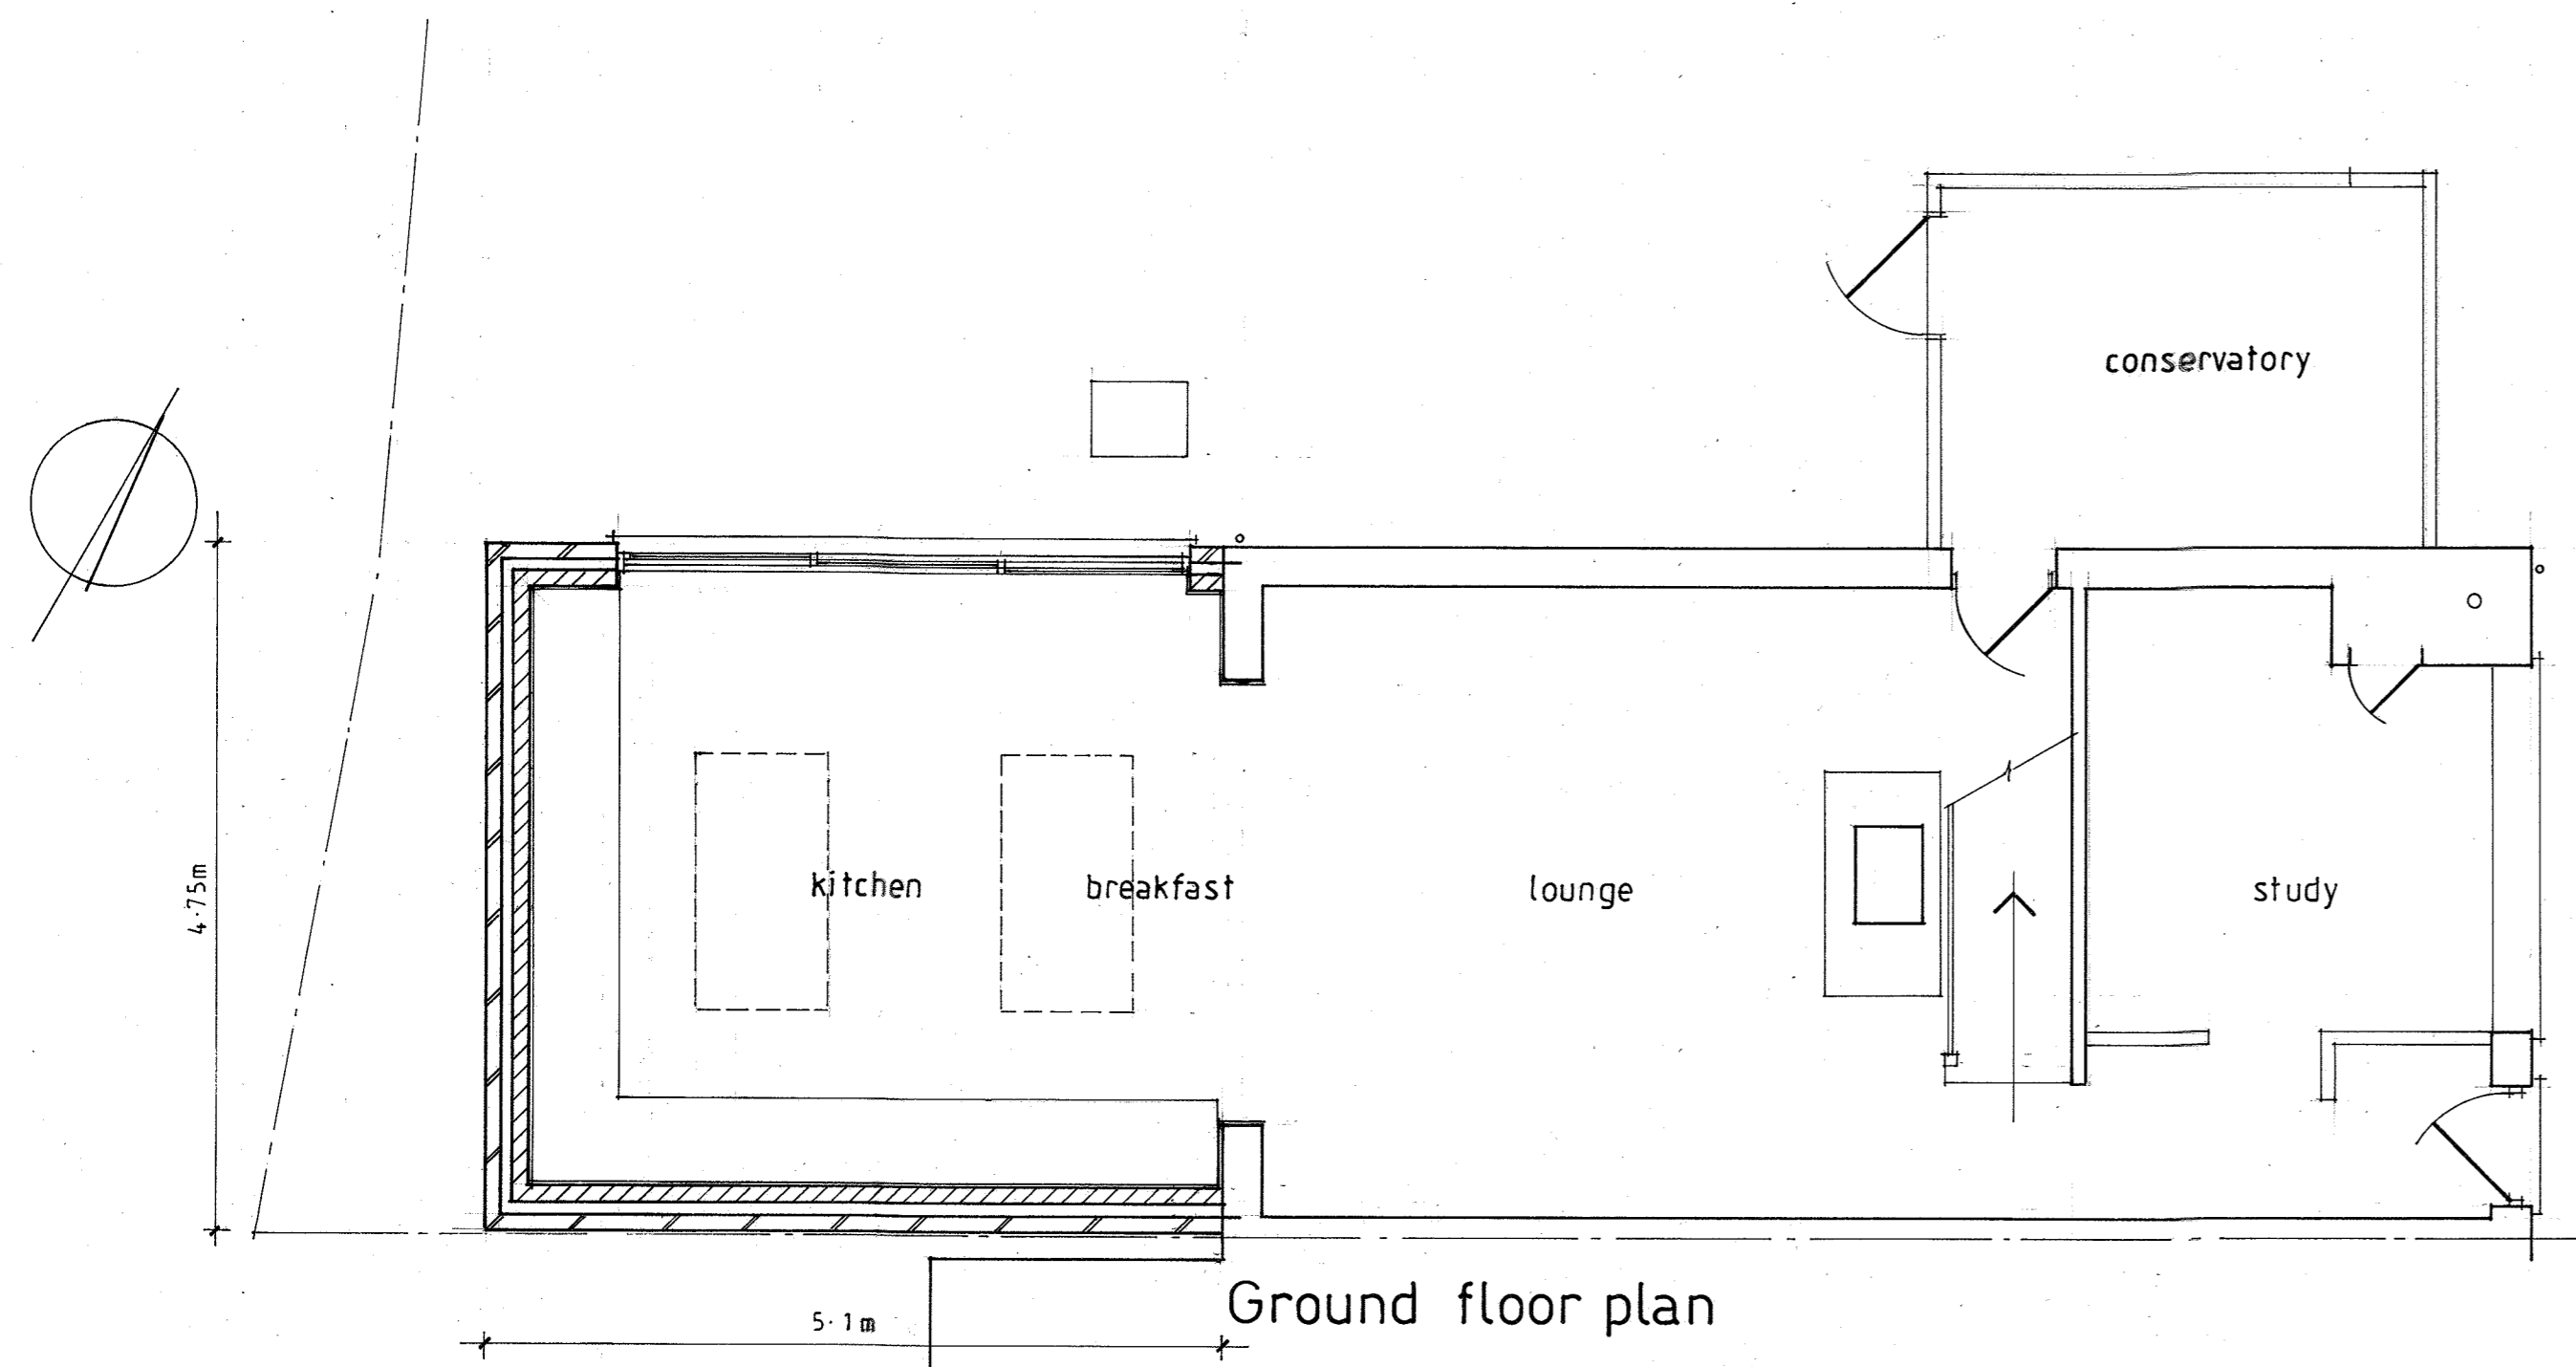 conservatory
4·75m
kitchen
breakfast
lounge
study
Ground floor plan
5·1m